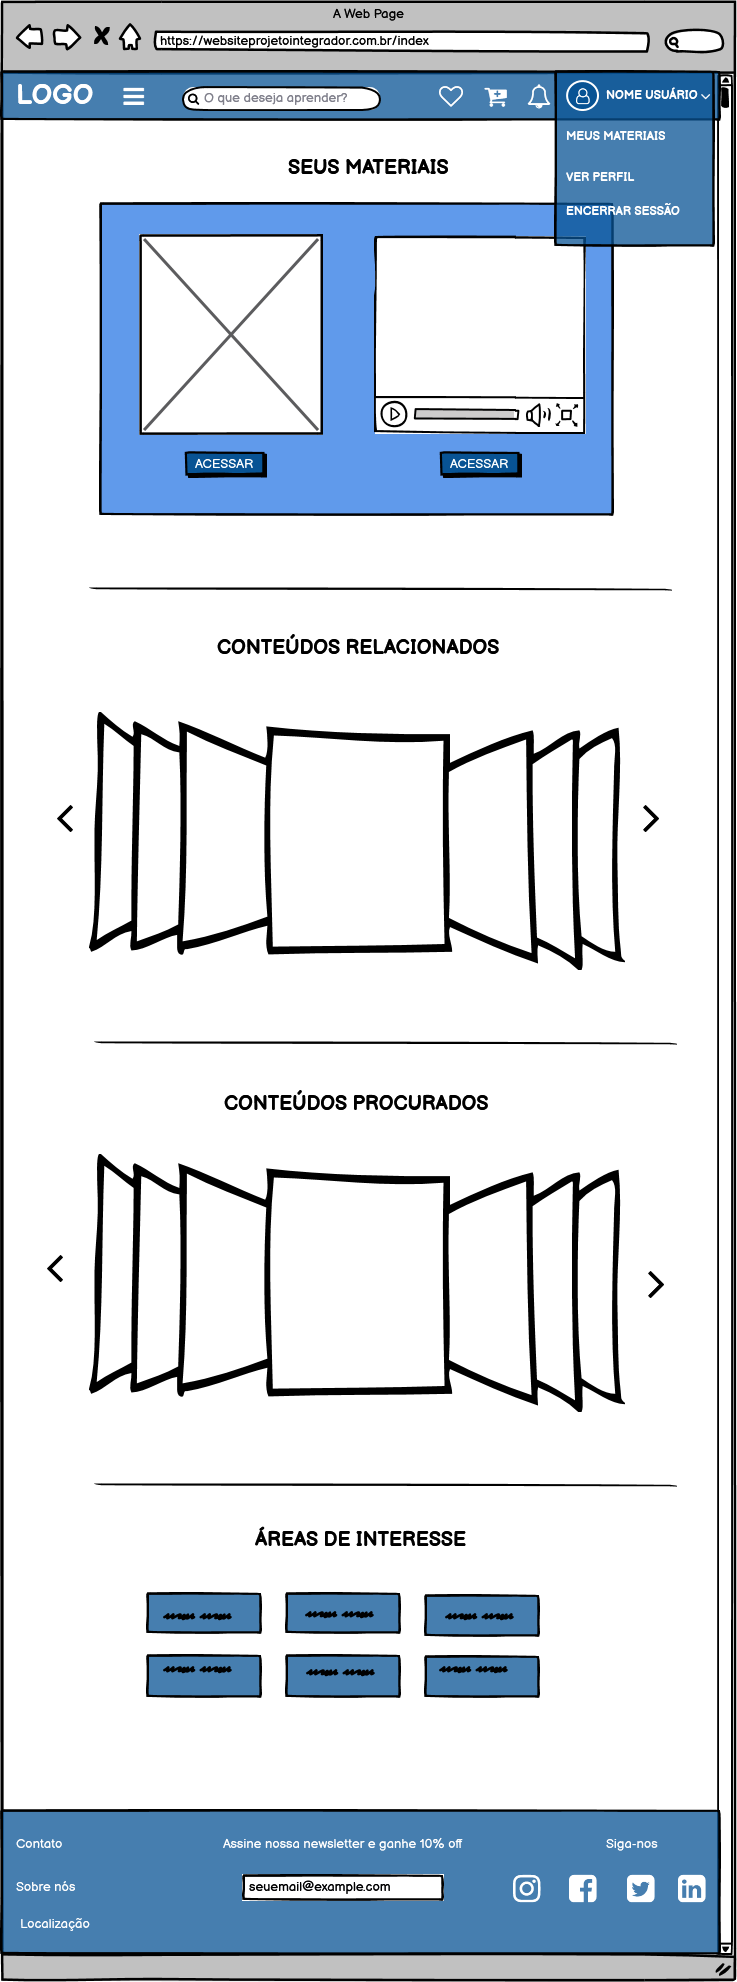 A Web Page
https://websiteprojetointegrador.com.br/index
LOGO
O que deseja aprender?
NOME USUÁRIO
MEUS MATERIAIS
VER PERFIL
ENCERRAR SESSÃO
SEUS MATERIAIS
ACESSAR
ACESSAR
CONTEÚDOS RELACIONADOS
CONTEÚDOS PROCURADOS
ÁREAS DE INTERESSE
Contato
Assine nossa newsletter e ganhe 10% off
Siga-nos
Sobre nós
seuemail@example.com
Localização